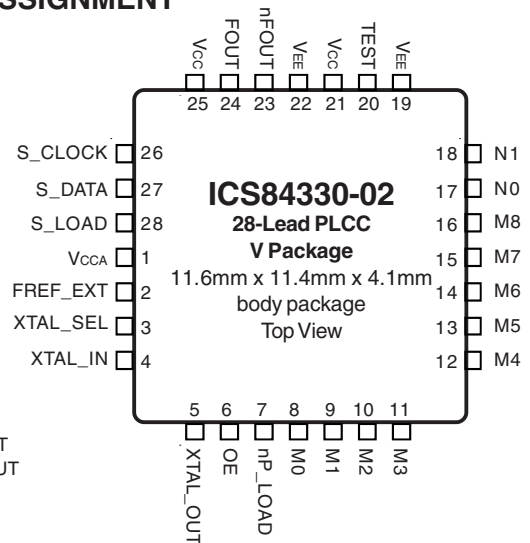 ASSIGNMENT
VCC
FOUT
nFOUT
VEE
VCC
TEST
VEE
25 24 23 22 21 20 19
S_CLOCK 26
S_DATA 27
S_LOAD 28
VCCA 1
FREF_EXT 2
XTAL_SEL 3
XTAL_IN 4
ICS84330-02
28-Lead PLCC
V Package
11.6mm x 11.4mm x 4.1mm
body package
Top View
18 N1
17 N0
16 M8
15 M7
14 M6
13 M5
12 M4
5 6 7 8 9 10 11
XTAL_OUT
OE
nP_LOAD
M0
M1
M2
M3
T
UT